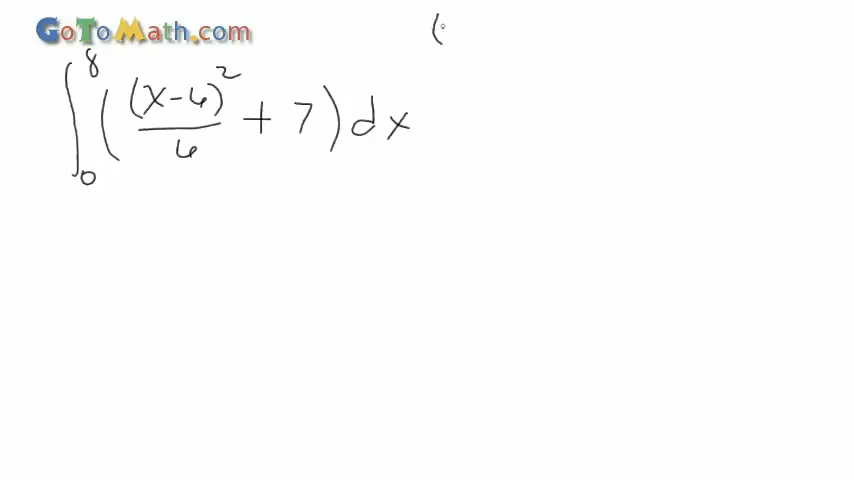 GoToMath.com
(
∫₀⁸ ((x-6)²/6 + 7) dx